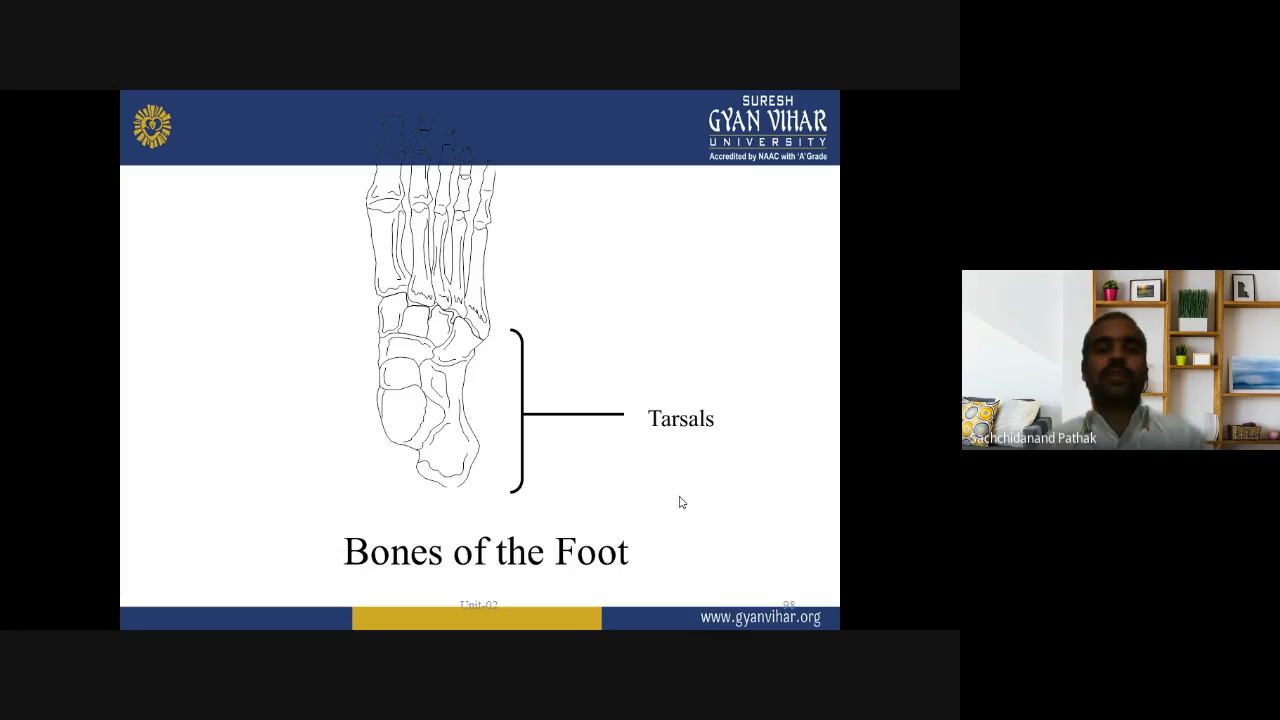 SURESH
GYAN VIHAR
UNIVERSITY
Accredited by NAAC with 'A' Grade
Tarsals
Bones of the Foot
Unit-02
98
www.gyanvihar.org
Sachchidanand Pathak